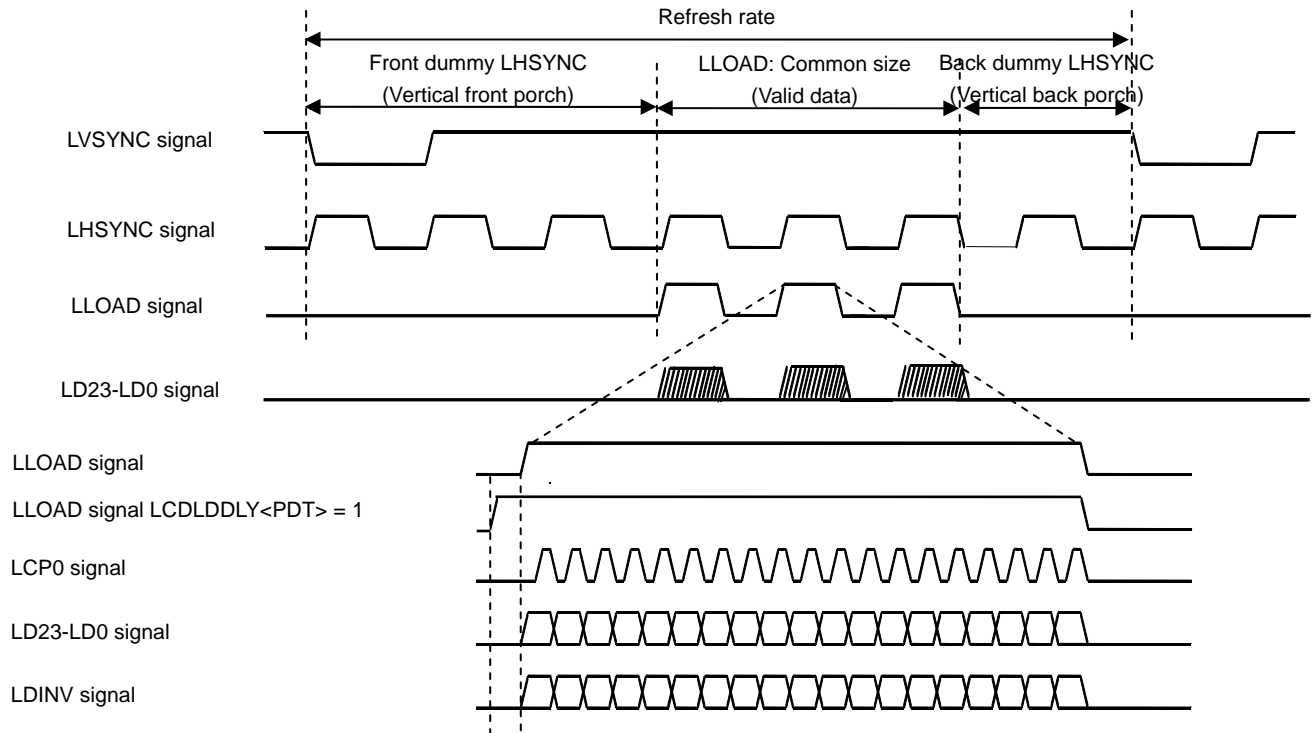 Refresh rate
Front dummy LHSYNC
(Vertical front porch)
LLOAD: Common size
(Valid data)
Back dummy LHSYNC
(Vertical back porch)
LVSYNC signal
LHSYNC signal
LLOAD signal
LD23-LD0 signal
LLOAD signal
LLOAD signal LCDLDDLY<PDT> = 1
LCP0 signal
LD23-LD0 signal
LDINV signal